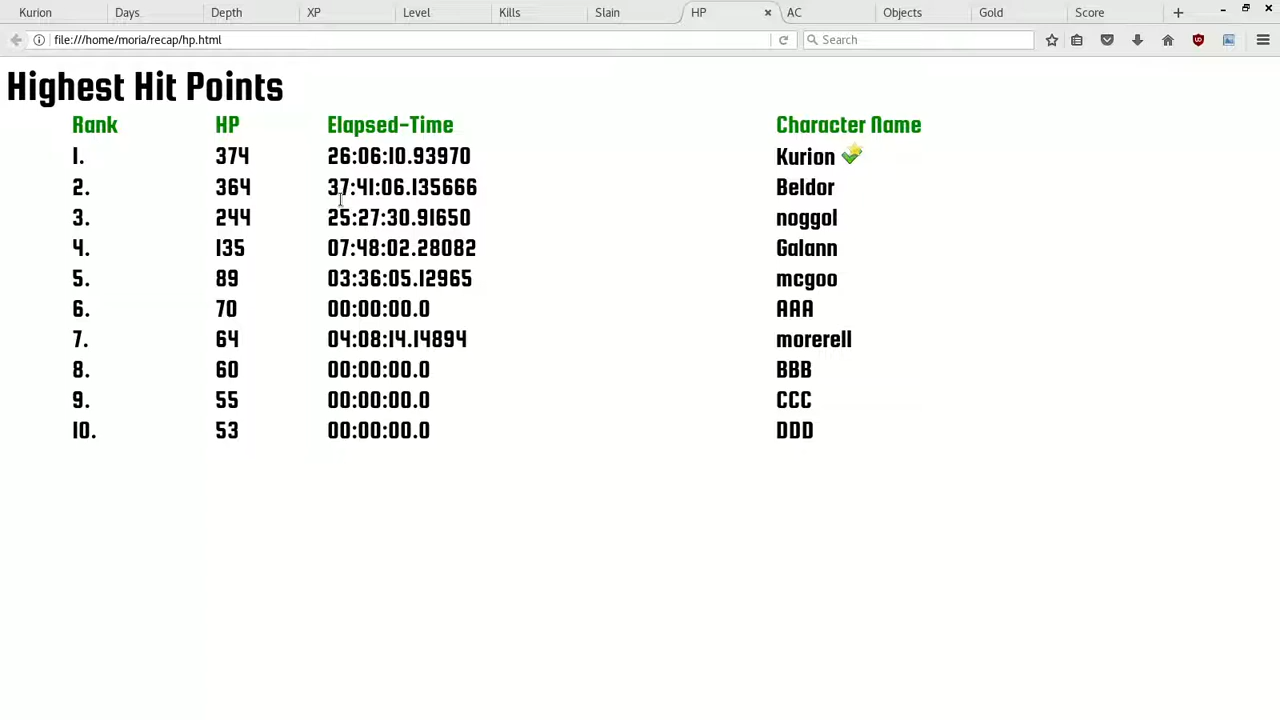 Kurion Days Depth XP Level Kills Slain HP AC Objects Gold Score
file:///home/moria/recap/hp.html Search
Highest Hit Points
Rank HP Elapsed-Time Character Name
1. 374 26:06:10.93970 Kurion
2. 364 37:41:06.135666 Beldor
3. 244 25:27:30.91650 noggol
4. 135 07:48:02.28082 Galann
5. 89 03:36:05.12965 mcgoo
6. 70 00:00:00.0 AAA
7. 64 04:08:14.14894 morerell
8. 60 00:00:00.0 BBB
9. 55 00:00:00.0 CCC
10. 53 00:00:00.0 DDD